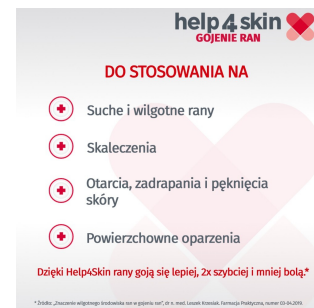 help4skin
GOJENIE RAN
DO STOSOWANIA NA
Suche i wilgotne rany
Skaleczenia
Otarcia, zadrapania i pęknięcia
skóry
Powierzchowne oparzenia
Dzięki Help4Skin rany goją się lepiej, 2x szybciej i mniej bolą.*
* Źródło: „Znaczenie wilgotnego środowiska ran w gojeniu ran”, dr n. med. Leszek Krzesiak, Farmacja Praktyczna, numer 03-04.2019.